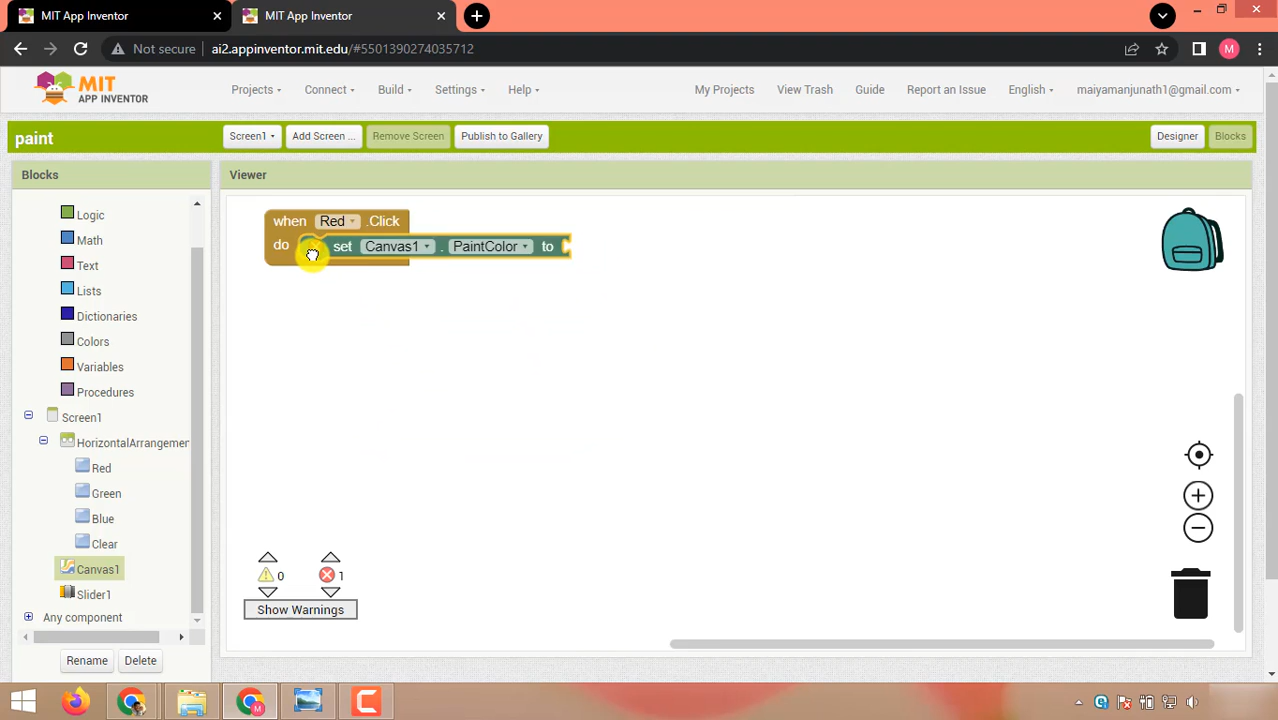 MIT App Inventor
MIT App Inventor
Not secure
ai2.appinventor.mit.edu/#5501390274035712
M
MIT
APP INVENTOR
Projects
Connect
Build
Settings
Help
My Projects
View Trash
Guide
Report an Issue
English
maiyamanjunath1@gmail.com
paint
Screen1
Add Screen ...
Remove Screen
Publish to Gallery
Designer
Blocks
Blocks
Viewer
Logic
Math
Text
Lists
Dictionaries
Colors
Variables
Procedures
Screen1
HorizontalArrangemer
Red
Green
Blue
Clear
Canvas1
Slider1
Any component
Rename
Delete
when Red .Click
do set Canvas1 . PaintColor to
0
1
Show Warnings
M